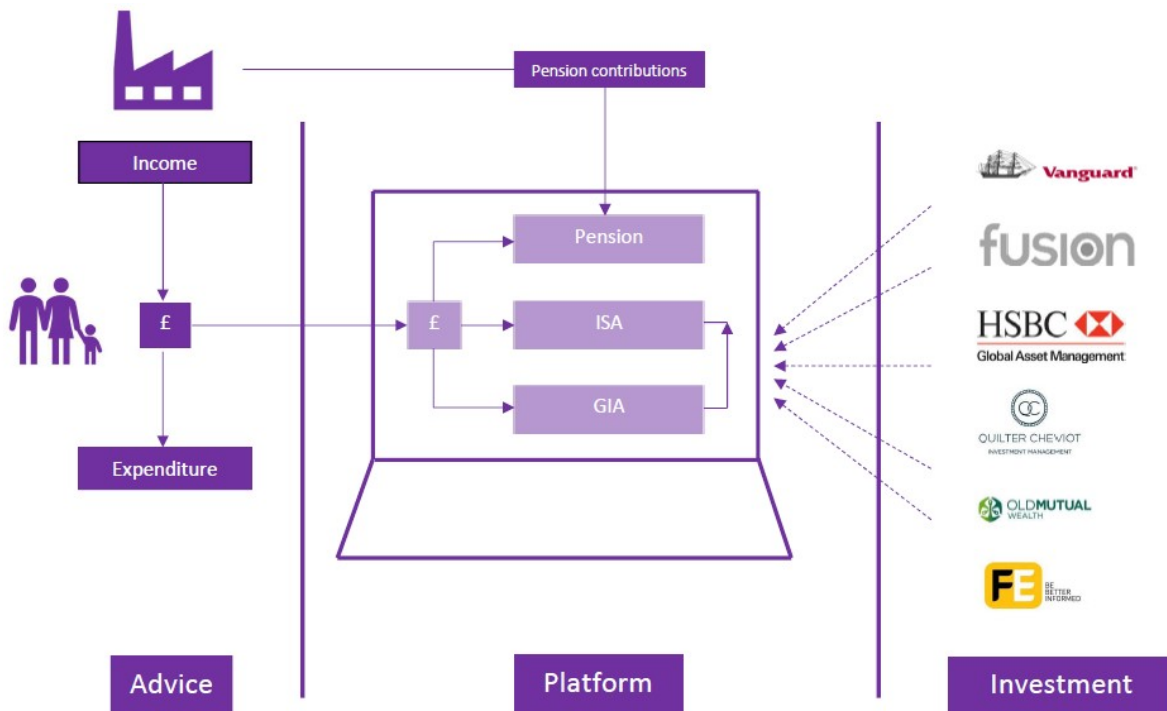 Pension contributions
Income
Vanguard®
Pension
fusion
£
£
ISA
HSBC
Global Asset Management
GIA
QC
QUILTER CHEVIOT
INVESTMENT MANAGEMENT
Expenditure
OLDMUTUAL
WEALTH
FE
BE
BETTER
INFORMED
Advice
Platform
Investment